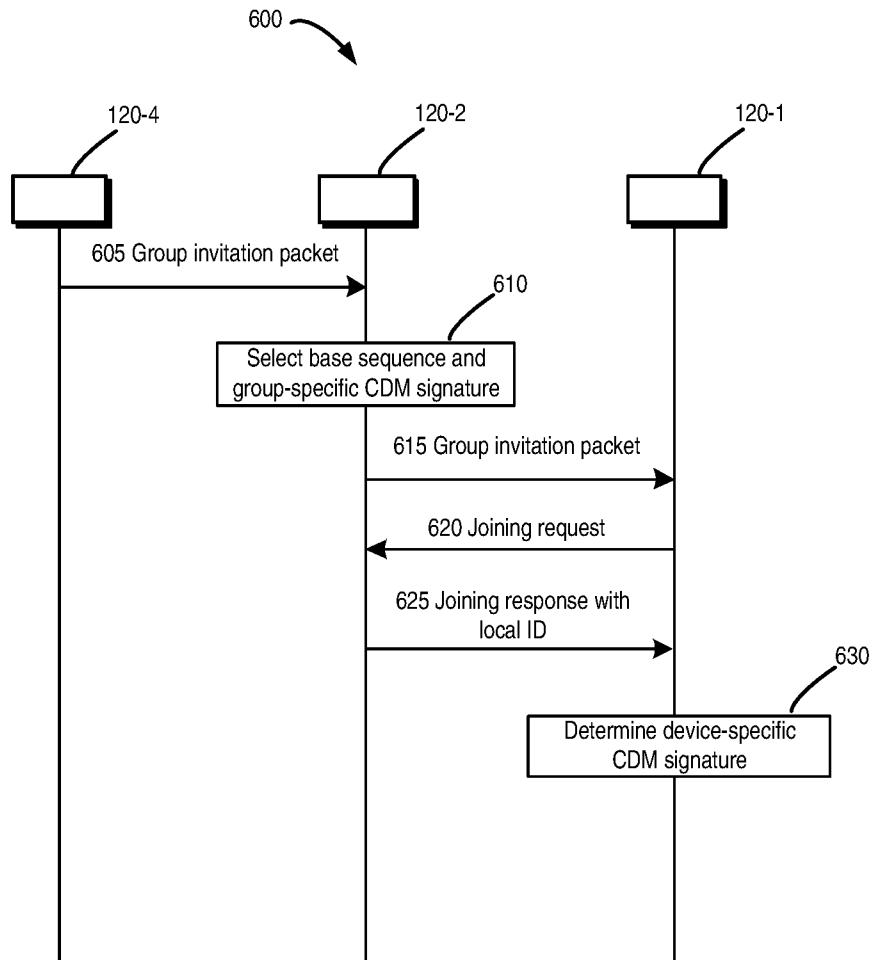 600
120-4
120-2
120-1
605 Group invitation packet
610
Select base sequence and
group-specific CDM signature
615 Group invitation packet
620 Joining request
625 Joining response with
local ID
630
Determine device-specific
CDM signature